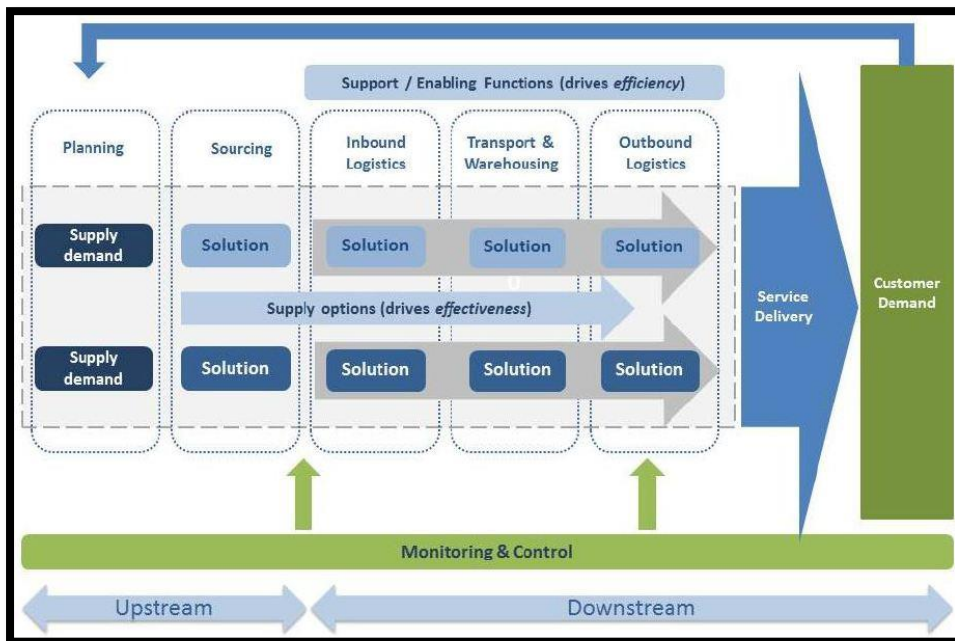 Support / Enabling Functions (drives efficiency)
Planning
Sourcing
Inbound
Logistics
Transport &
Warehousing
Outbound
Logistics
Supply
demand
Solution
Solution
Solution
Solution
0
Supply options (drives effectiveness)
Supply
demand
Solution
Solution
Solution
Solution
Service
Delivery
Customer
Demand
Monitoring & Control
Upstream
Downstream